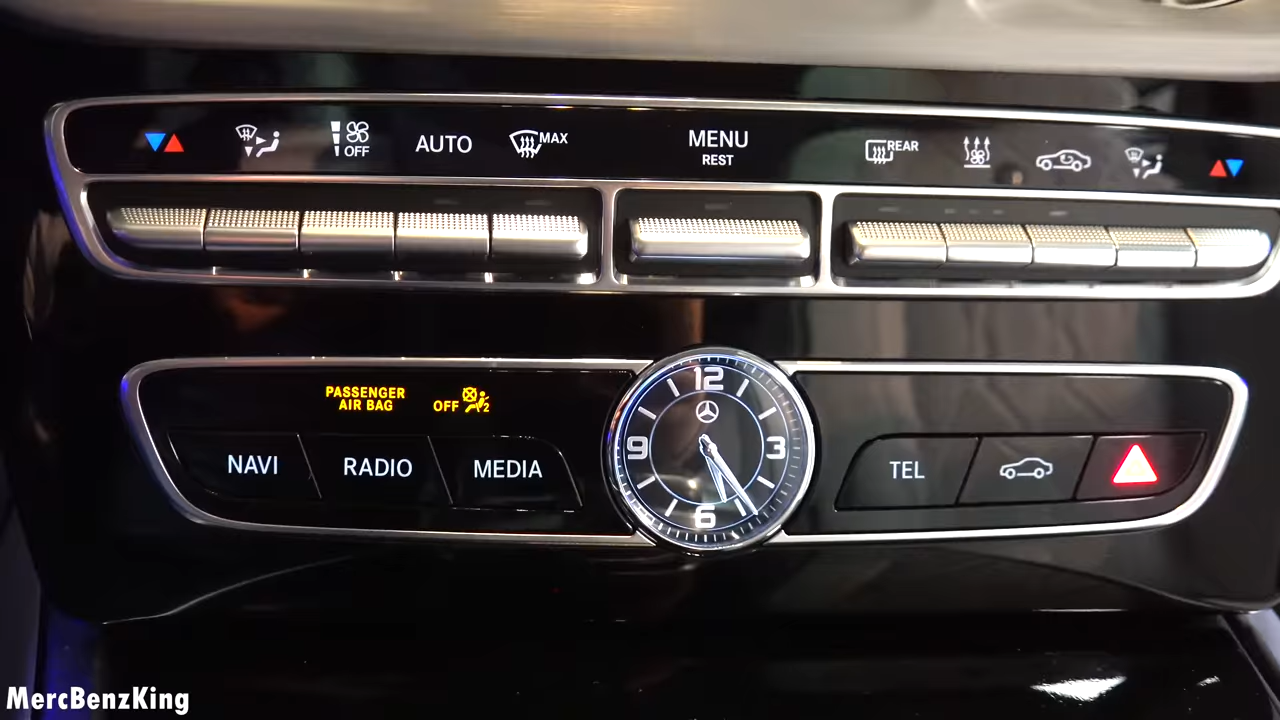 OFF
AUTO
MAX
MENU
REST
REAR
PASSENGER
AIR BAG
OFF
2
12
3
6
9
NAVI
RADIO
MEDIA
TEL
MercBenzKing